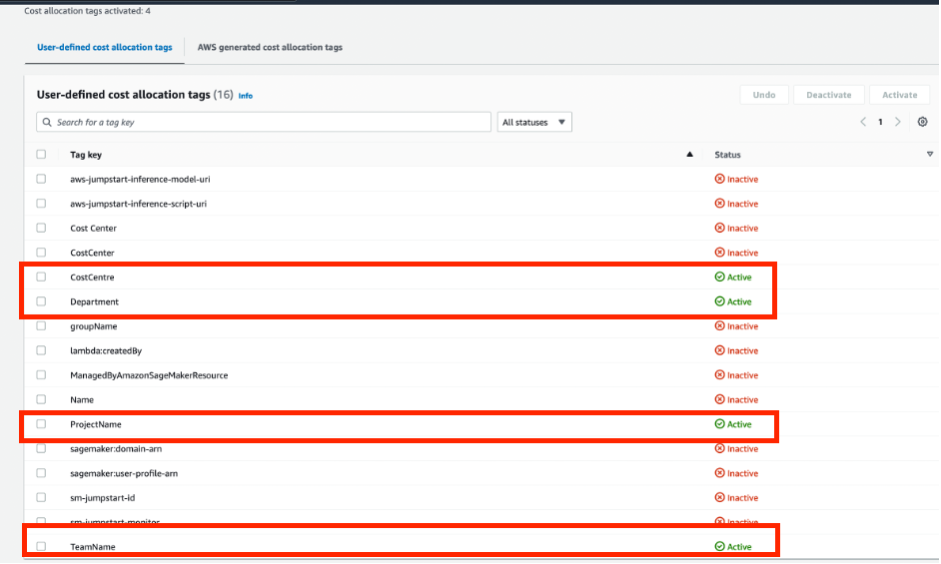 Cost allocation tags activated: 4
User-defined cost allocation tags AWS generated cost allocation tags
User-defined cost allocation tags (16) Info Undo Deactivate Activate
Search for a tag key All statuses 1
Tag key Status
aws-jumpstart-inference-model-uri Inactive
aws-jumpstart-inference-script-uri Inactive
Cost Center Inactive
CostCenter Inactive
CostCentre Active
Department Active
groupName Inactive
lambda:createdBy Inactive
ManagedByAmazonSageMakerResource Inactive
Name Inactive
ProjectName Active
sagemaker:domain-arn Inactive
sagemaker:user-profile-arn Inactive
sm-jumpstart-id Inactive
sm-jumpstart-monitor Inactive
TeamName Active